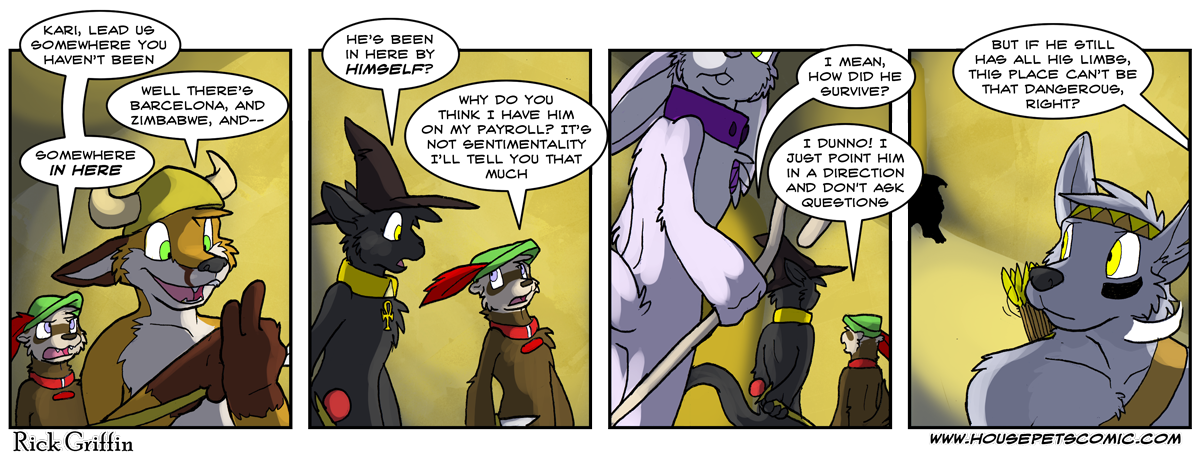 KARI, LEAD US
SOMEWHERE YOU
HAVEN'T BEEN
WELL THERE'S
BARCELONA, AND
ZIMBABWE, AND--
SOMEWHERE
IN HERE
HE'S BEEN
IN HERE BY
HIMSELF?
WHY DO YOU
THINK I HAVE HIM
ON MY PAYROLL? IT'S
NOT SENTIMENTALITY
I'LL TELL YOU THAT
MUCH
I MEAN,
HOW DID HE
SURVIVE?
I DUNNO! I
JUST POINT HIM
IN A DIRECTION
AND DON'T ASK
QUESTIONS
BUT IF HE STILL
HAS ALL HIS LIMBS,
THIS PLACE CAN'T BE
THAT DANGEROUS,
RIGHT?
Rick Griffin
WWW.HOUSEPETSCOMIC.COM